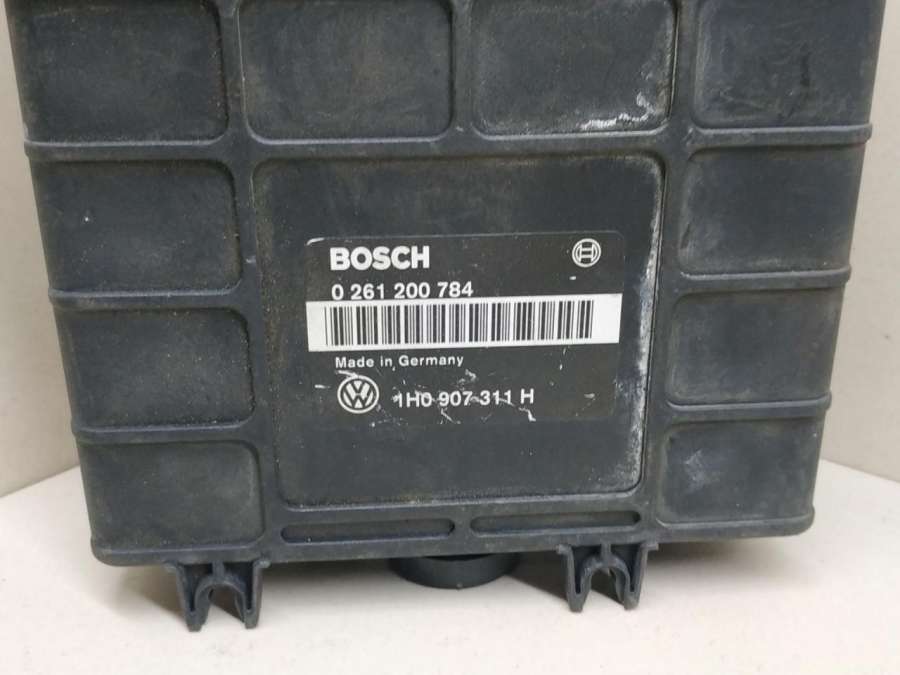 BOSCH
0 261 200 784
Made in Germany
1H0 907 311 H